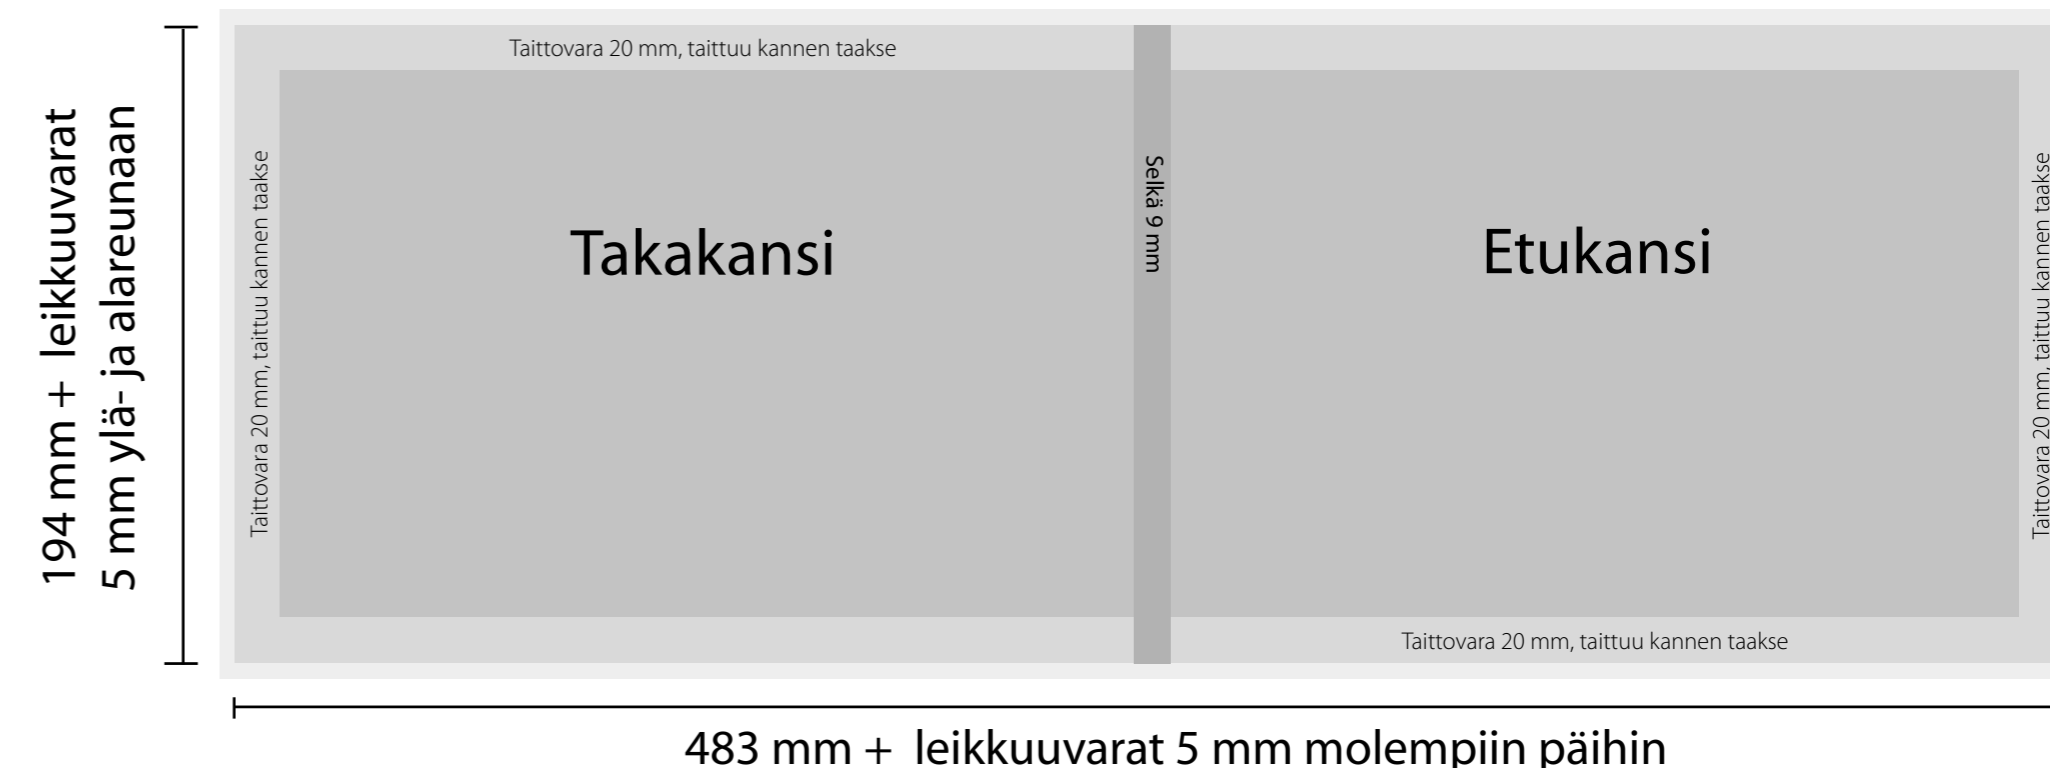 194 mm + leikkuuvarat
5 mm ylä- ja alareunaan
Taittovara 20 mm, taittuu kannen taakse
Taittovara 20 mm, taittuu kannen taakse
Takakansi
Selkä 9 mm
Etukansi
Taittovara 20 mm, taittuu kannen taakse
Taittovara 20 mm, taittuu kannen taakse
483 mm + leikkuuvarat 5 mm molempiin päihin